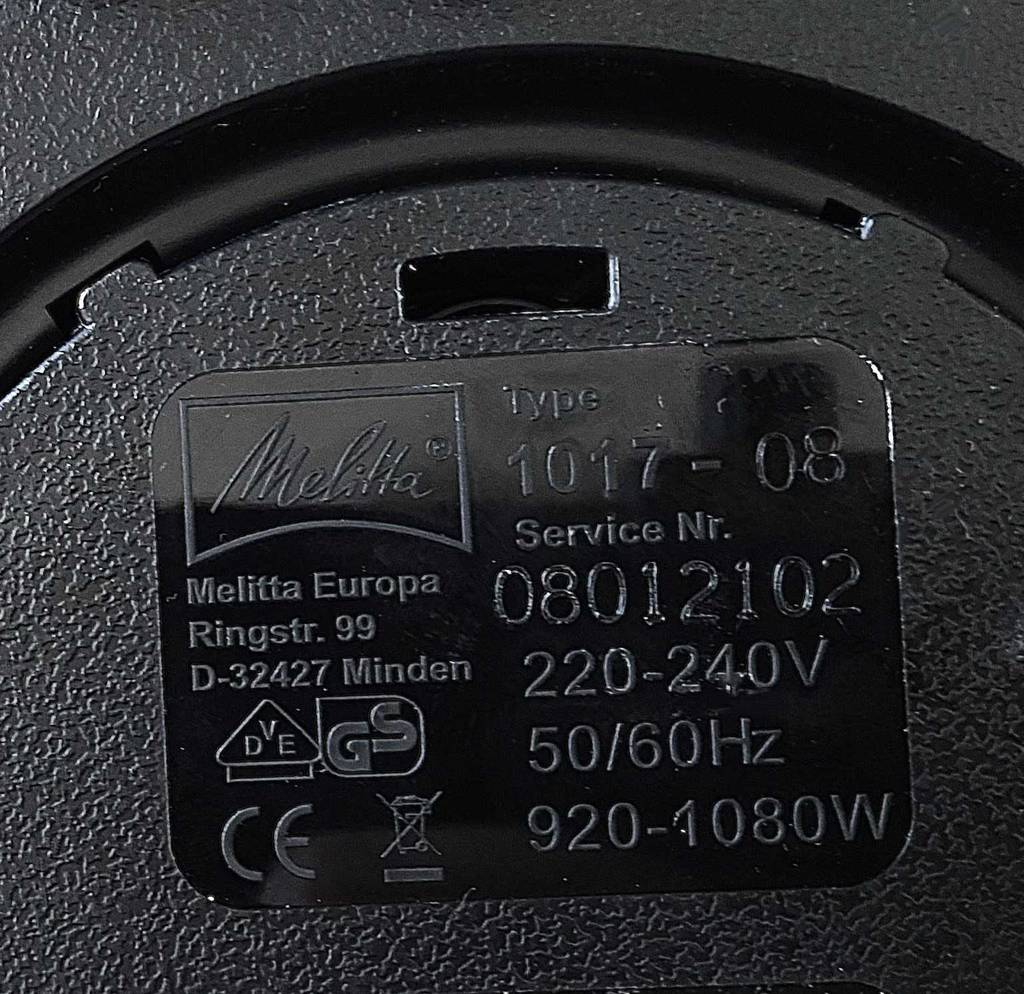 Melitta®
Melitta Europa
Ringstr. 99
D-32427 Minden
DVE
GS
CE
Type
1017 - 08
Service Nr.
08012102
220-240V
50/60Hz
920-1080W